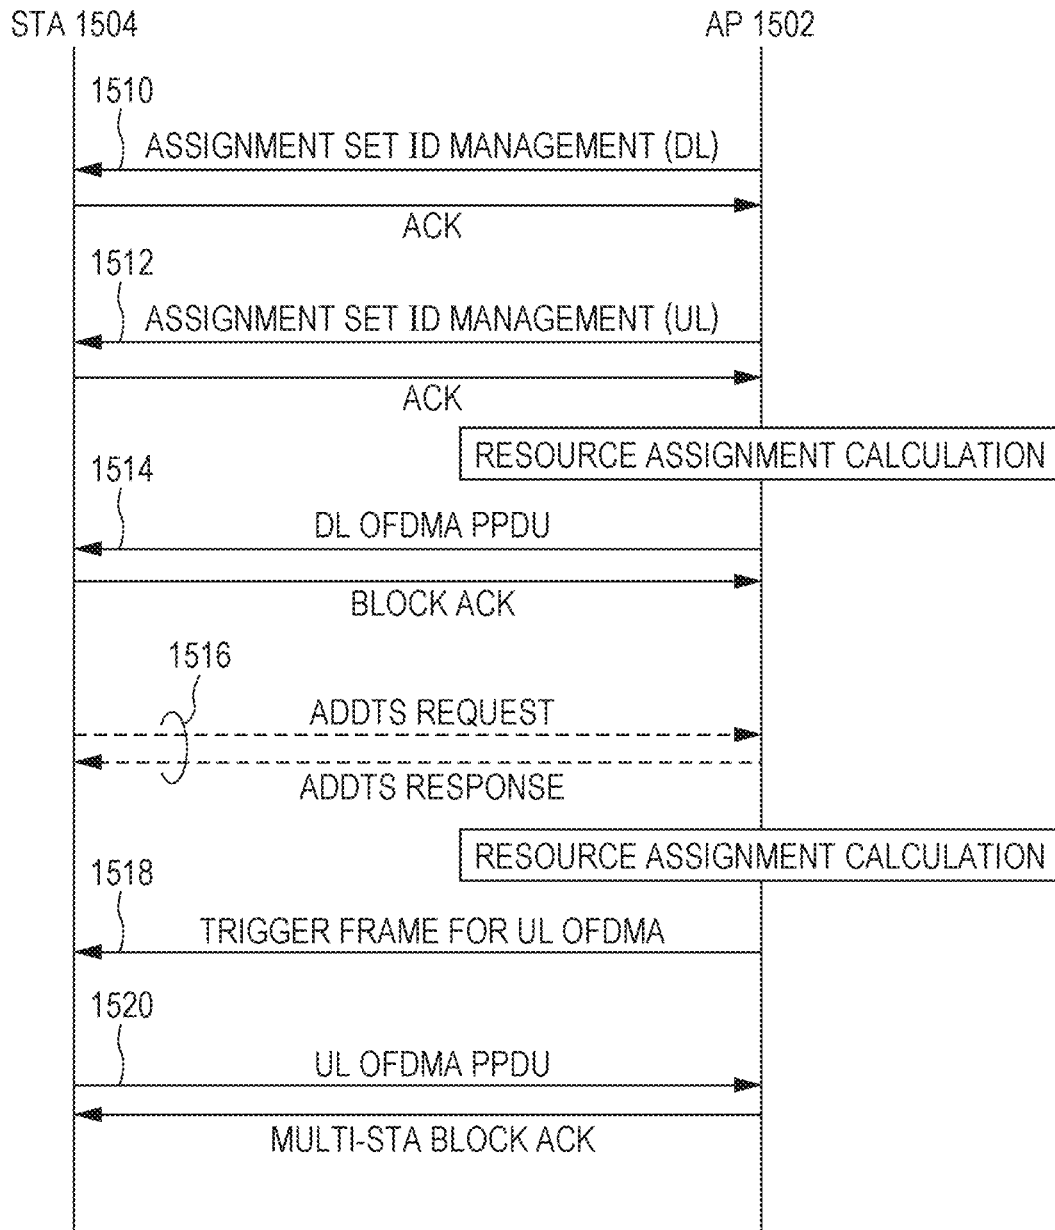 STA 1504
AP 1502
1510
ASSIGNMENT SET ID MANAGEMENT (DL)
ACK
1512
ASSIGNMENT SET ID MANAGEMENT (UL)
ACK
RESOURCE ASSIGNMENT CALCULATION
1514
DL OFDMA PPDU
BLOCK ACK
1516
ADDTS REQUEST
ADDTS RESPONSE
RESOURCE ASSIGNMENT CALCULATION
1518
TRIGGER FRAME FOR UL OFDMA
1520
UL OFDMA PPDU
MULTI-STA BLOCK ACK